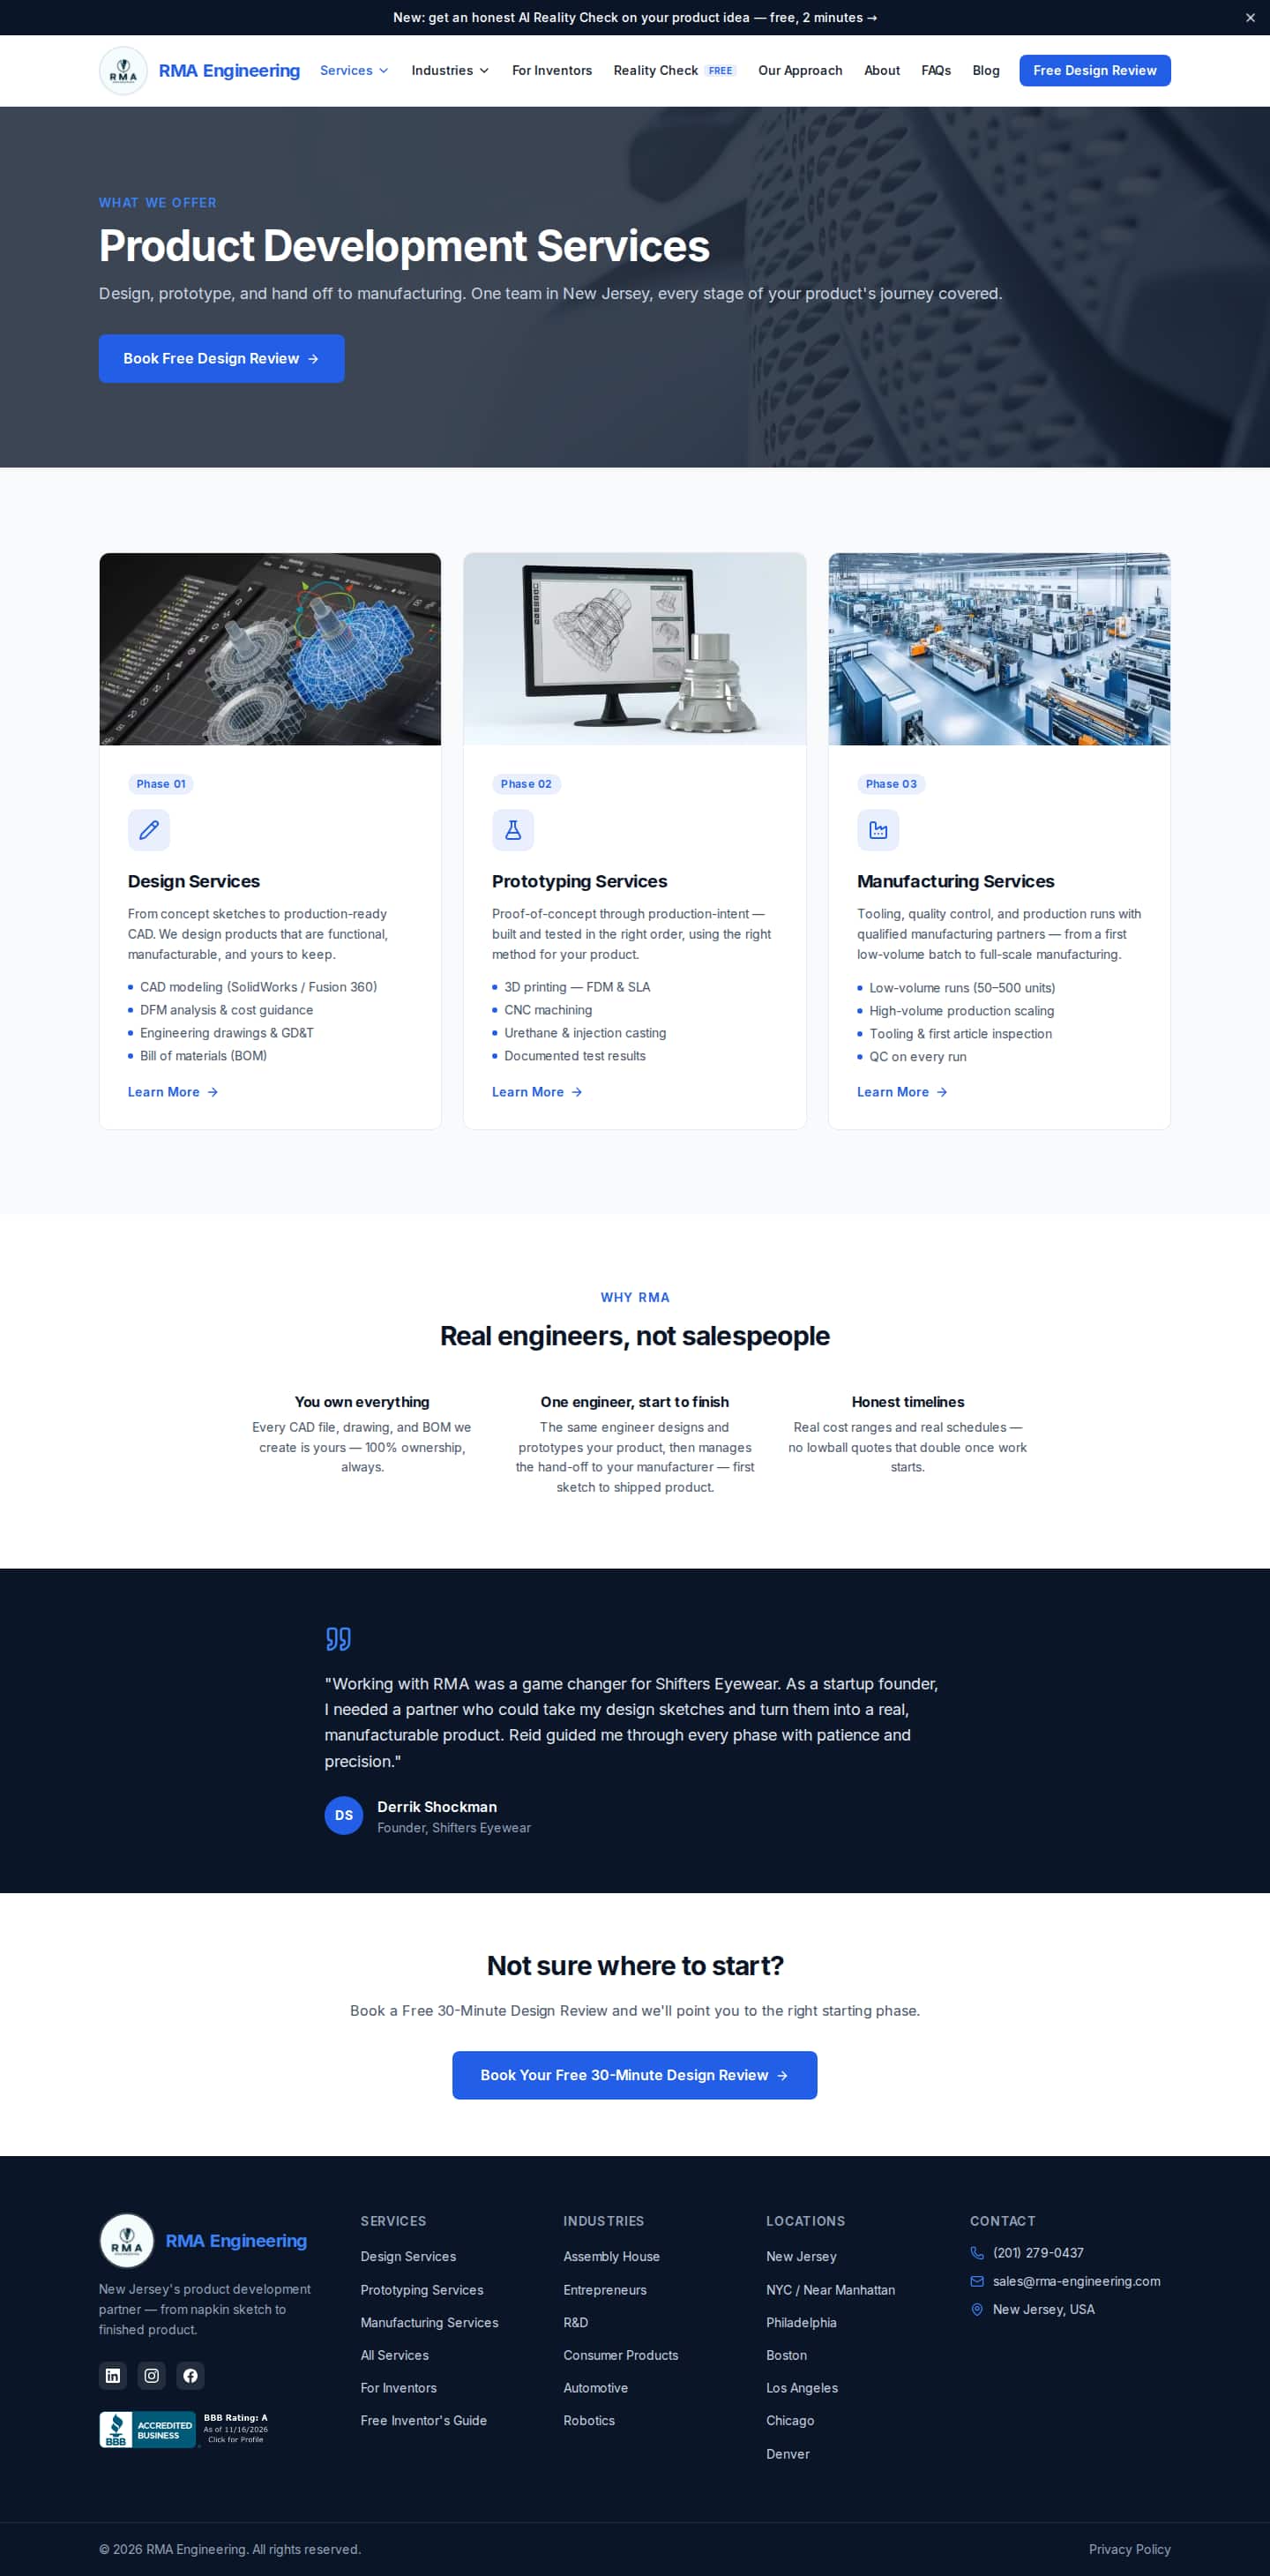 New: get an honest AI Reality Check on your product idea — free, 2 minutes →
RMA
RMA Engineering
Services
Industries
For Inventors
Reality Check FREE
Our Approach
About
FAQs
Blog
Free Design Review
WHAT WE OFFER
Product Development Services
Design, prototype, and hand off to manufacturing. One team in New Jersey, every stage of your product's journey covered.
Book Free Design Review →
Phase 01
Design Services
From concept sketches to production-ready
CAD. We design products that are functional,
manufacturable, and yours to keep.
CAD modeling (SolidWorks / Fusion 360)
DFM analysis & cost guidance
Engineering drawings & GD&T
Bill of materials (BOM)
Learn More →
Phase 02
Prototyping Services
Proof-of-concept through production-intent —
built and tested in the right order, using the right
method for your product.
3D printing — FDM & SLA
CNC machining
Urethane & injection casting
Documented test results
Learn More →
Phase 03
Manufacturing Services
Tooling, quality control, and production runs with
qualified manufacturing partners — from a first
low-volume batch to full-scale manufacturing.
Low-volume runs (50–500 units)
High-volume production scaling
Tooling & first article inspection
QC on every run
Learn More →
WHY RMA
Real engineers, not salespeople
You own everything
Every CAD file, drawing, and BOM we
create is yours — 100% ownership,
always.
One engineer, start to finish
The same engineer designs and
prototypes your product, then manages
the hand-off to your manufacturer — first
sketch to shipped product.
Honest timelines
Real cost ranges and real schedules —
no lowball quotes that double once work
starts.
"Working with RMA was a game changer for Shifters Eyewear. As a startup founder,
I needed a partner who could take my design sketches and turn them into a real,
manufacturable product. Reid guided me through every phase with patience and
precision."
DS
Derrik Shockman
Founder, Shifters Eyewear
Not sure where to start?
Book a Free 30-Minute Design Review and we'll point you to the right starting phase.
Book Your Free 30-Minute Design Review →
RMA
RMA Engineering
New Jersey's product development
partner — from napkin sketch to
finished product.
BBB
ACCREDITED
BUSINESS
BBB Rating: A
As of 11/16/2026
Click for Profile
SERVICES
Design Services
Prototyping Services
Manufacturing Services
All Services
For Inventors
Free Inventor's Guide
INDUSTRIES
Assembly House
Entrepreneurs
R&D
Consumer Products
Automotive
Robotics
LOCATIONS
New Jersey
NYC / Near Manhattan
Philadelphia
Boston
Los Angeles
Chicago
Denver
CONTACT
(201) 279-0437
sales@rma-engineering.com
New Jersey, USA
© 2026 RMA Engineering. All rights reserved.
Privacy Policy